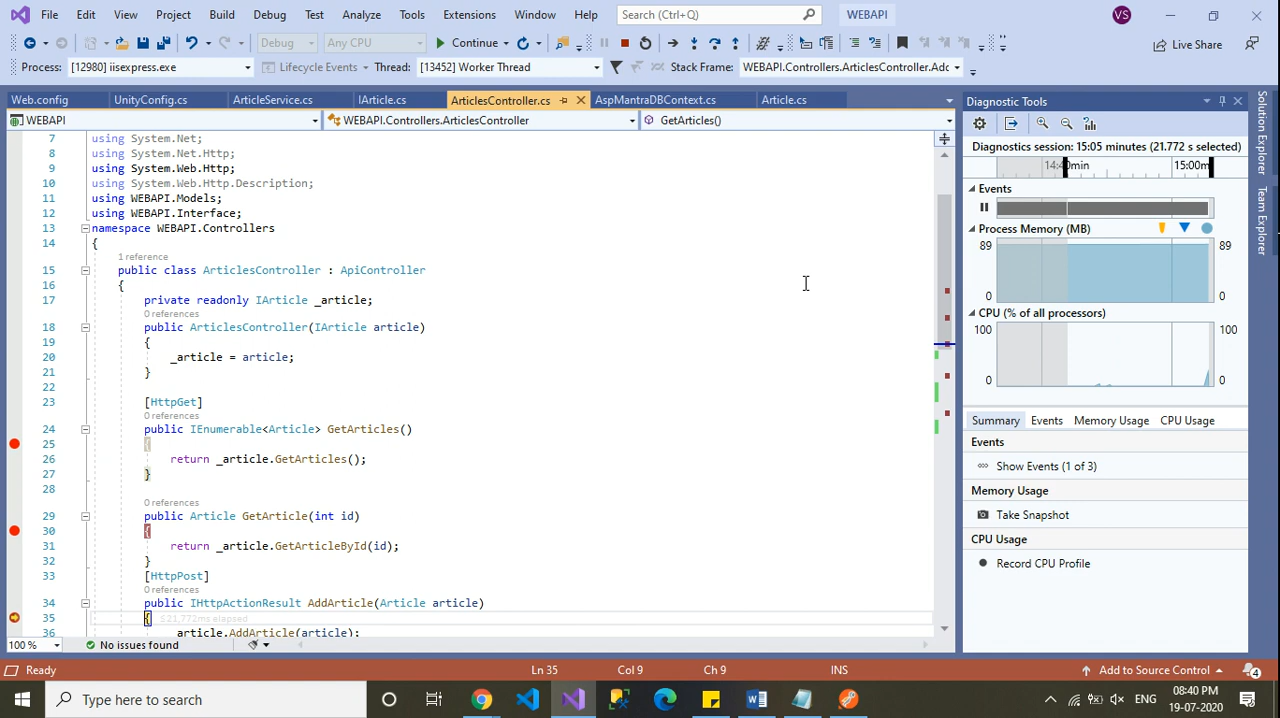 File Edit View Project Build Debug Test Analyze Tools Extensions Window Help Search (Ctrl+Q) WEBAPI VS
Debug Any CPU Continue Live Share
Process: [12980] iisexpress.exe Lifecycle Events Thread: [13452] Worker Thread Stack Frame: WEBAPI.Controllers.ArticlesController.Adc
Web.config UnityConfig.cs ArticleService.cs IArticle.cs ArticlesController.cs AspMantraDBContext.cs Article.cs
WEBAPI WEBAPI.Controllers.ArticlesController GetArticles()
7 using System.Net;
8 using System.Net.Http;
9 using System.Web.Http;
10 using System.Web.Http.Description;
11 using WEBAPI.Models;
12 using WEBAPI.Interface;
13 namespace WEBAPI.Controllers
14 {
1 reference
15 public class ArticlesController : ApiController
16 {
17 private readonly IArticle _article;
0 references
18 public ArticlesController(IArticle article)
19 {
20 _article = article;
21 }
22
23 [HttpGet]
0 references
24 public IEnumerable<Article> GetArticles()
25 {
26 return _article.GetArticles();
27 }
28
0 references
29 public Article GetArticle(int id)
30 {
31 return _article.GetArticleById(id);
32 }
33 [HttpPost]
0 references
34 public IHttpActionResult AddArticle(Article article)
35 { ≤21,772ms elapsed
36 article.AddArticle(article);
100 % No issues found
Ready Ln 35 Col 9 Ch 9 INS Add to Source Control 4
Diagnostic Tools
Diagnostics session: 15:05 minutes (21.772 s selected)
14:40min 15:00m
Events
Process Memory (MB)
89 89
0 0
CPU (% of all processors)
100 100
0 0
Summary Events Memory Usage CPU Usage
Events
Show Events (1 of 3)
Memory Usage
Take Snapshot
CPU Usage
Record CPU Profile
Solution Explorer
Team Explorer
Type here to search
ENG
08:40 PM
19-07-2020